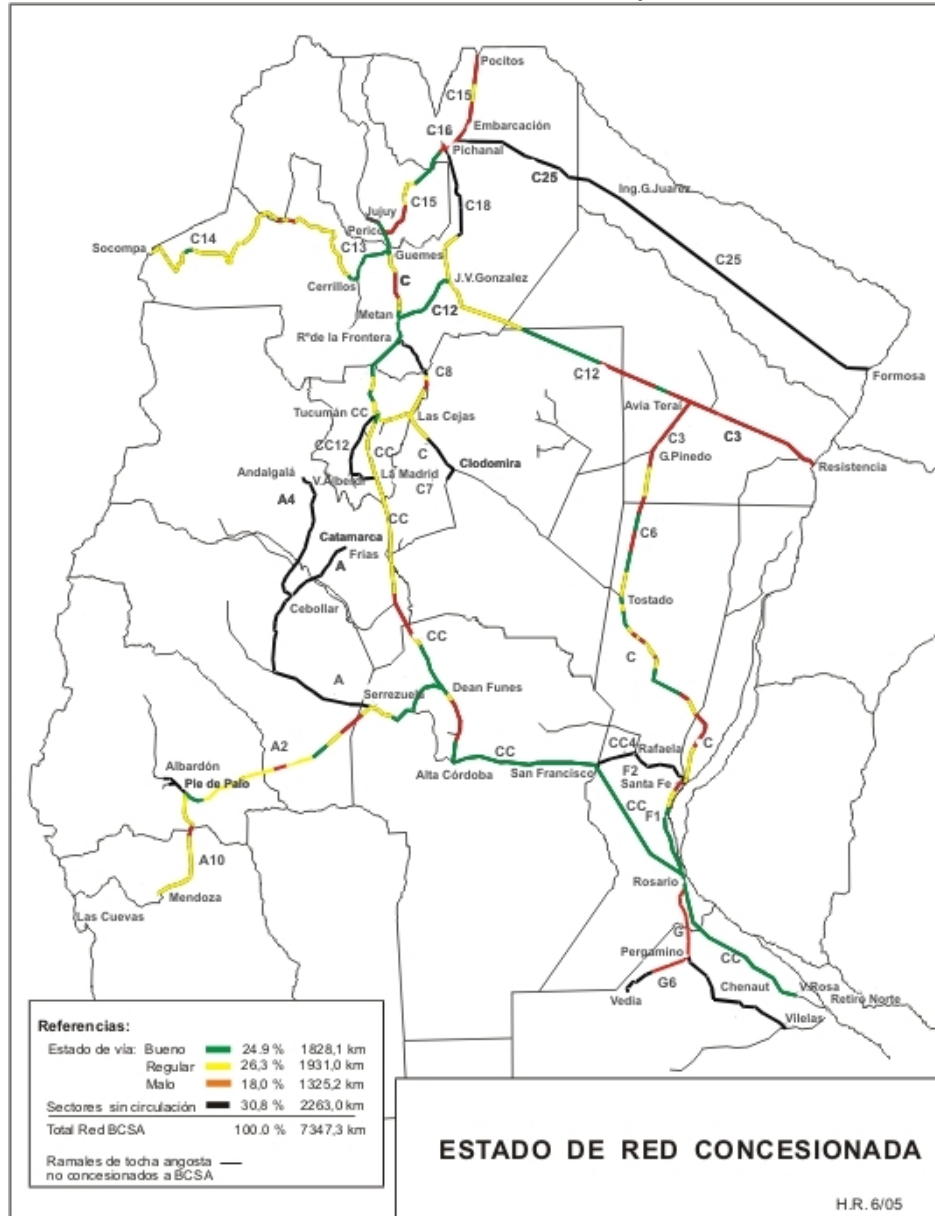 Pocitos
C15
Embarcación
C16
Pichanal
C25
Ing.G.Juarez
C15
C18
Jujuy
Perico
C25
Socompa
C14
C13
Guemes
Cerrillos
C
J.V.Gonzalez
Metan
C12
Rº de la Frontera
C8
C12
Formosa
Avia Terai
Tucumán CC
Las Cejas
CC12
CC
C
C3
C3
G.Pinedo
Clodomira
Resistencia
Andalgalá
V.Alberdi
La Madrid
C7
A4
CC
C6
Catamarca
A
Frias
Tostado
Cebollar
CC
C
A
Serrezuela
Dean Funes
C
A2
CC
CC4
Rafaela
Albardón
Alta Córdoba
San Francisco
F2
Santa Fe
Pie de Palo
CC
F1
A10
Rosario
Mendoza
Las Cuevas
G
Pergamino
CC
G6
Chenaut
V.Rosa
Vedia
Retiro Norte
Vilelas
Referencias:
Estado de vía: Bueno 24.9 % 1828,1 km
Regular 26,3 % 1931,0 km
Malo 18,0 % 1325,2 km
Sectores sin circulación 30,8 % 2263,0 km
Total Red BCSA 100.0 % 7347,3 km
Ramales de tocha angosta
no concesionados a BCSA
ESTADO DE RED CONCESIONADA
H.R. 6/05